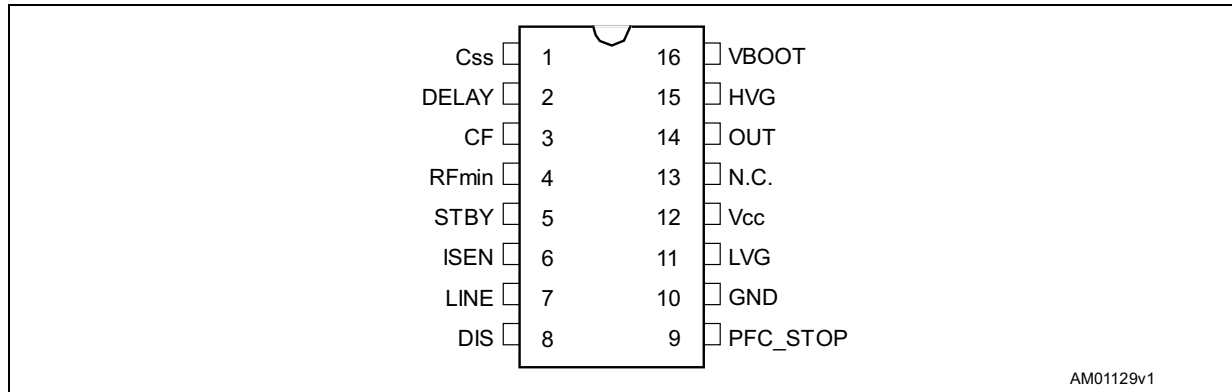 Css 1 16 VBOOT
DELAY 2 15 HVG
CF 3 14 OUT
RFmin 4 13 N.C.
STBY 5 12 Vcc
ISEN 6 11 LVG
LINE 7 10 GND
DIS 8 9 PFC_STOP
AM01129v1